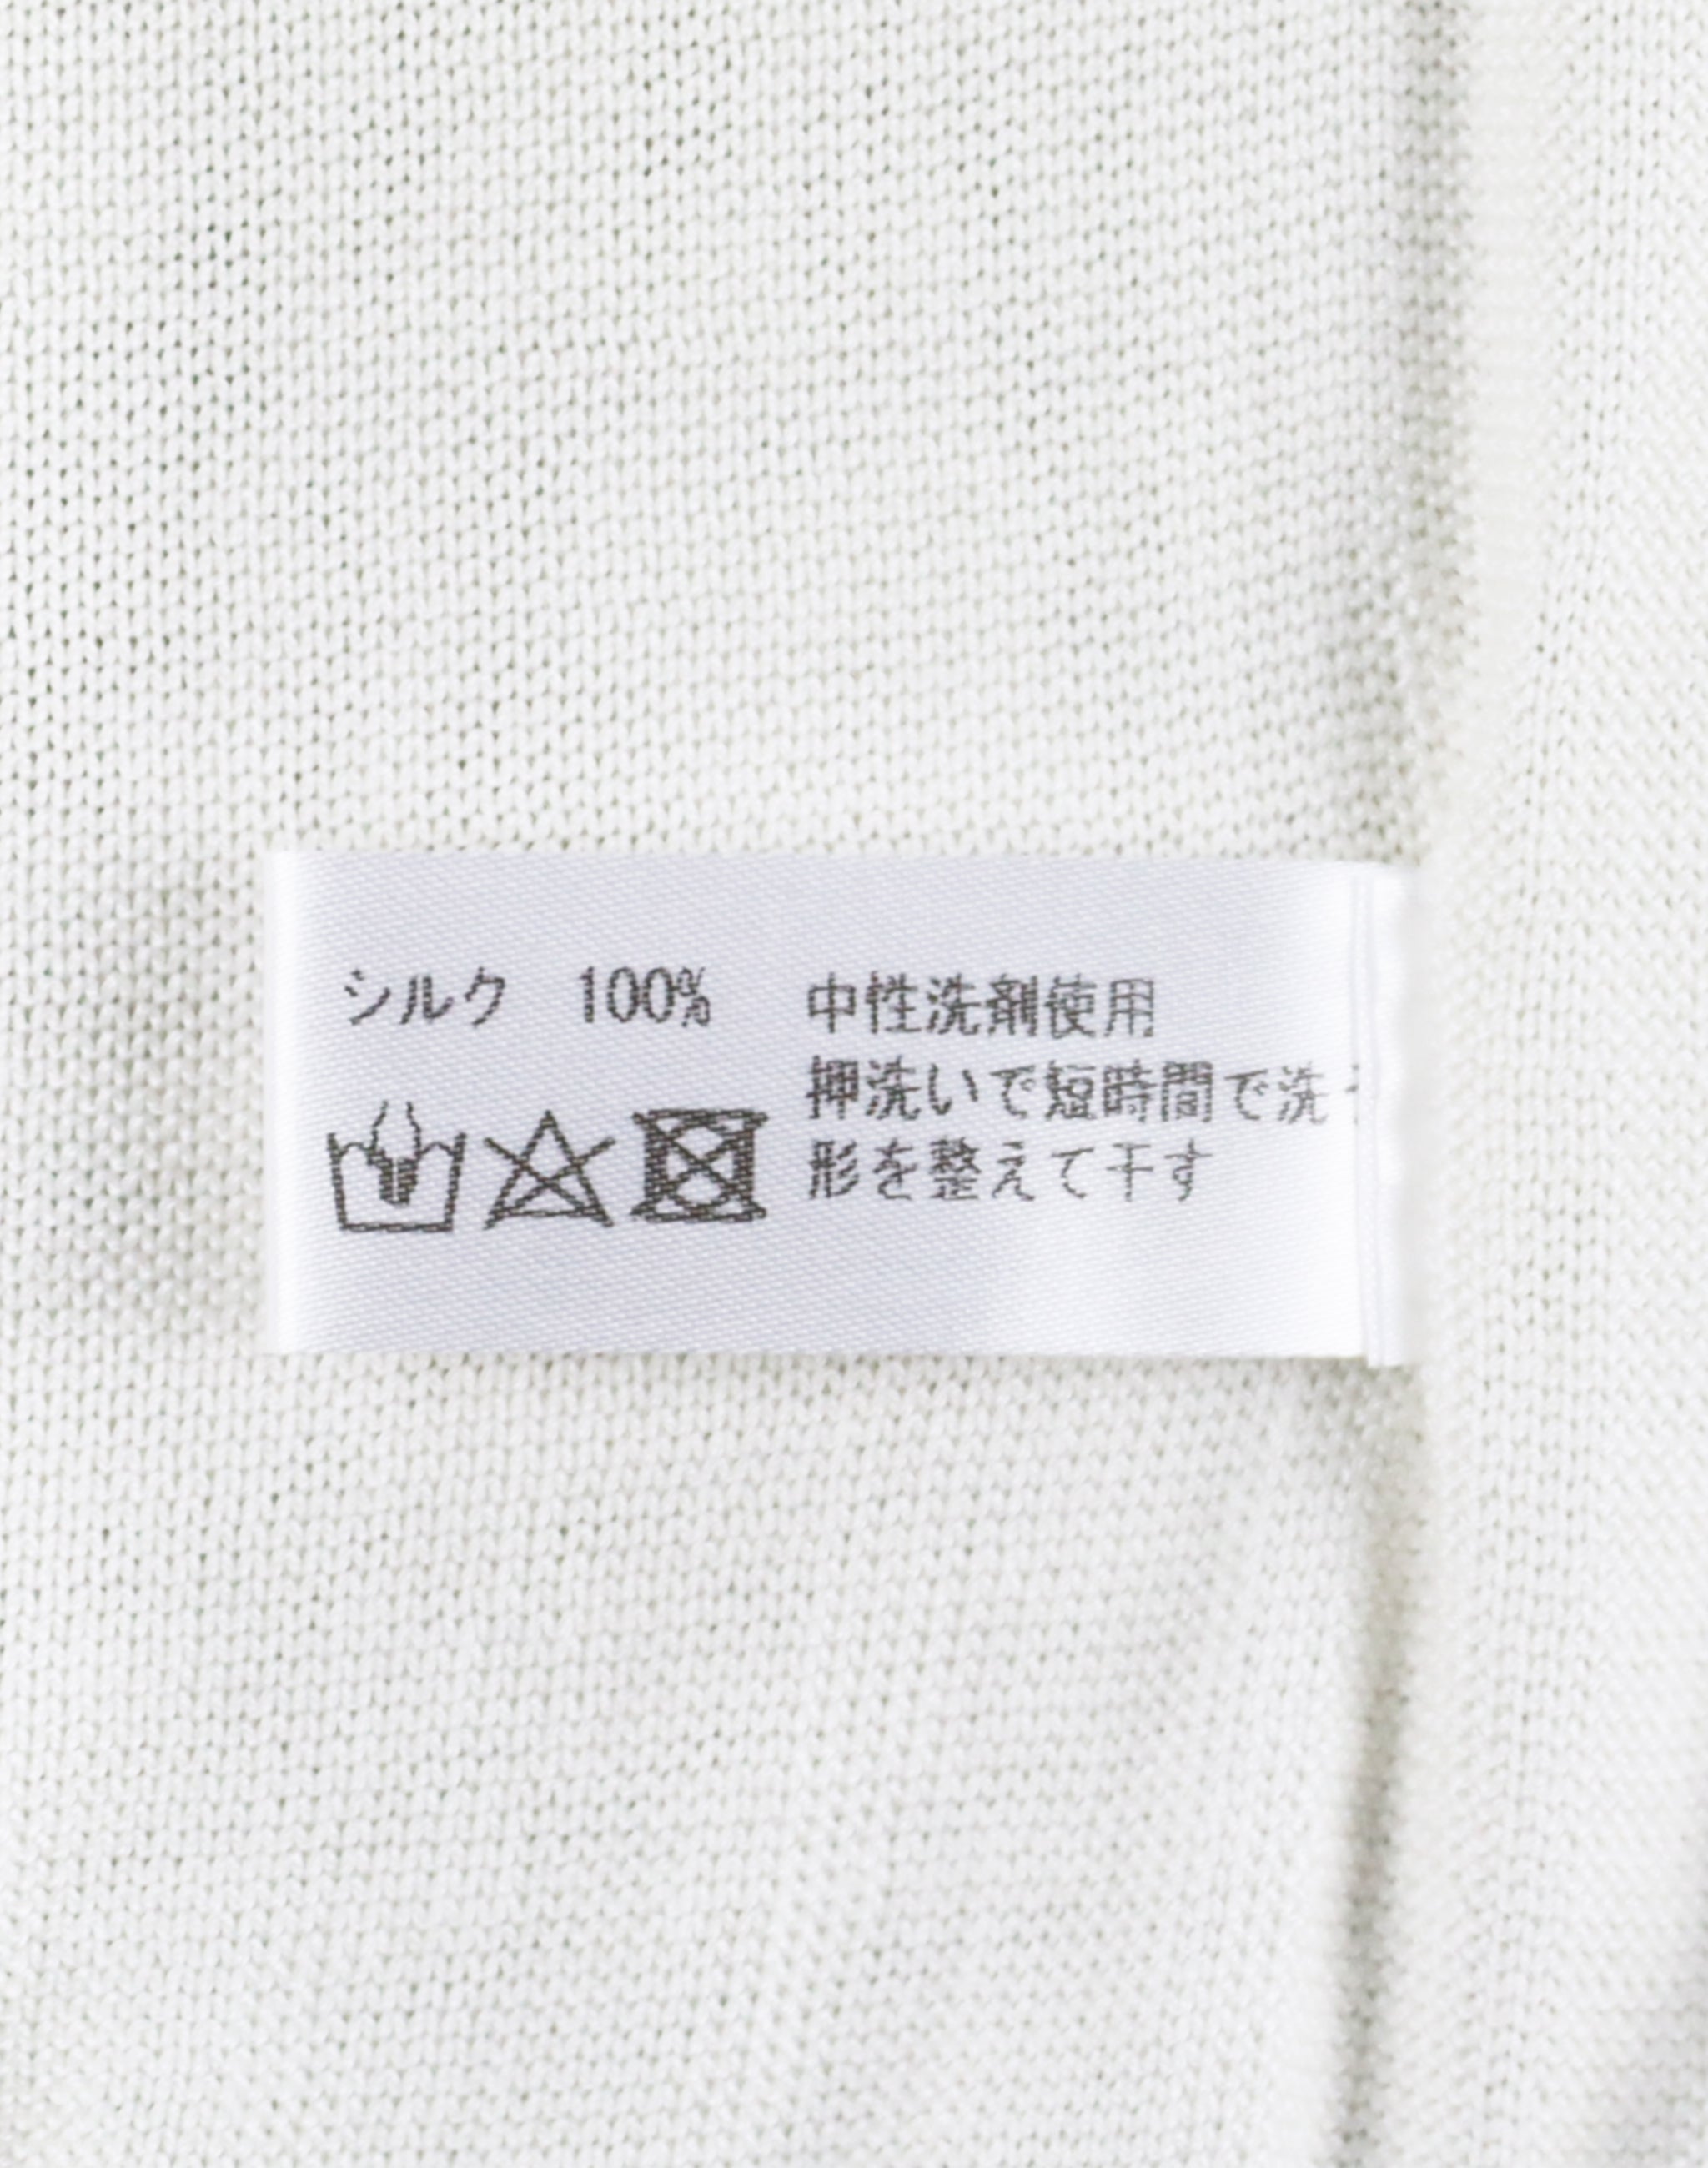 シルク 100%
中性洗剤使用
押洗いで短時間で洗う
形を整えて干す